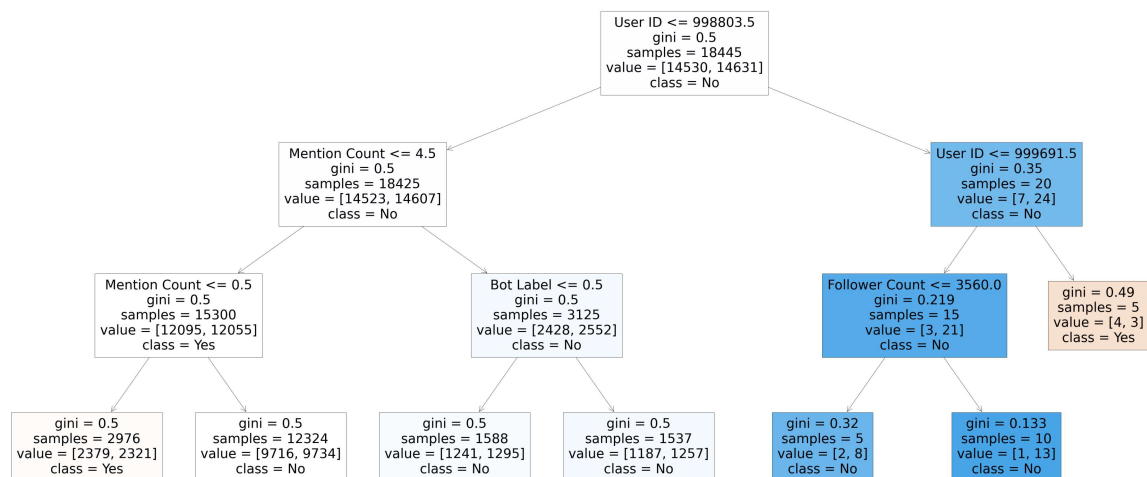 User ID <= 998803.5
gini = 0.5
samples = 18445
value = [14530, 14631]
class = No
Mention Count <= 4.5
gini = 0.5
samples = 18425
value = [14523, 14607]
class = No
User ID <= 999691.5
gini = 0.35
samples = 20
value = [7, 24]
class = No
Mention Count <= 0.5
gini = 0.5
samples = 15300
value = [12095, 12055]
class = Yes
Bot Label <= 0.5
gini = 0.5
samples = 3125
value = [2428, 2552]
class = No
Follower Count <= 3560.0
gini = 0.219
samples = 15
value = [3, 21]
class = No
gini = 0.49
samples = 5
value = [4, 3]
class = Yes
gini = 0.5
samples = 2976
value = [2379, 2321]
class = Yes
gini = 0.5
samples = 12324
value = [9716, 9734]
class = No
gini = 0.5
samples = 1588
value = [1241, 1295]
class = No
gini = 0.5
samples = 1537
value = [1187, 1257]
class = No
gini = 0.32
samples = 5
value = [2, 8]
class = No
gini = 0.133
samples = 10
value = [1, 13]
class = No